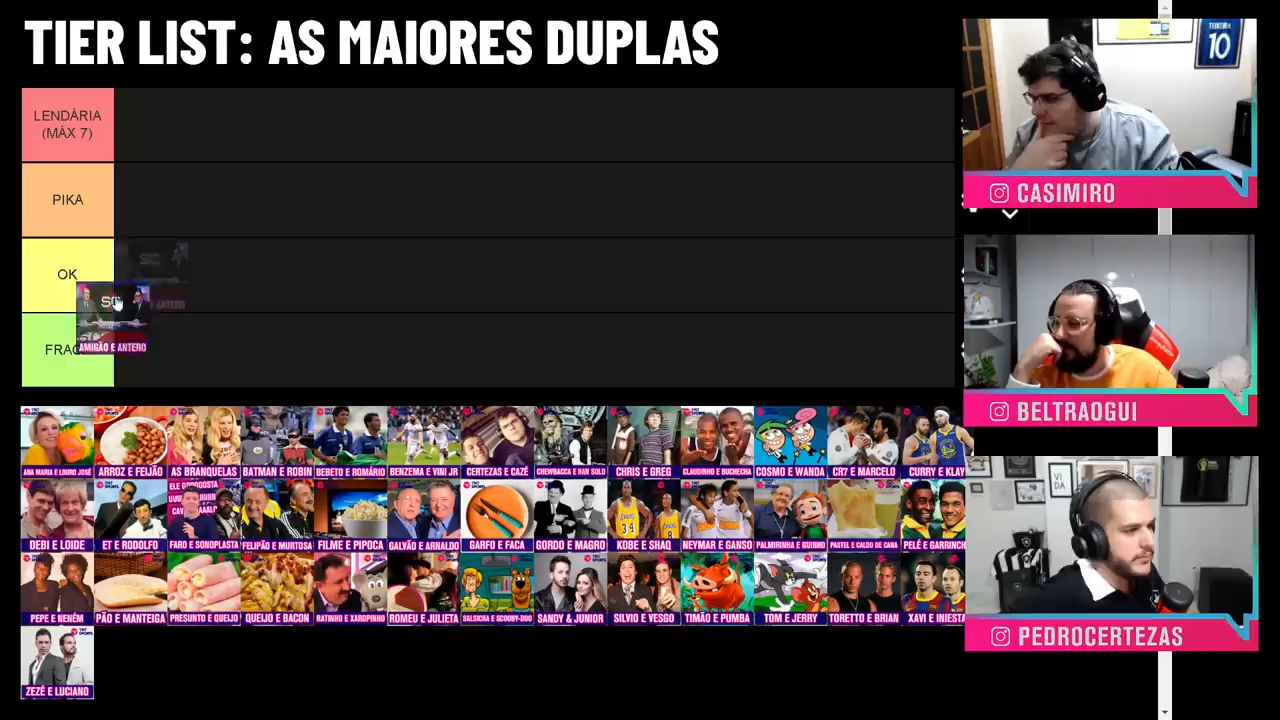 TIER LIST: AS MAIORES DUPLAS
LENDÁRIA
(MÁX 7)
PIKA
OK
AMIGÃO E ANTERO
TEIXEIRA
10
CASIMIRO
BELTRAOGUI
VI
DA
PEDROCERTEZAS
ANA MARIA E LOURO JOSÉ
ARROZ E FEIJÃO
AS BRANQUELAS
BATMAN E ROBIN
BEBETO E ROMÁRIO
BENZEMA E VINI JR
CERTEZAS E CAZÉ
CHEWBACCA E HAN SOLO
CHRIS E GREG
CLAUDINHO E BUCHECHA
COSMO E WANDA
CR7 E MARCELO
CURRY E KLAY
DEBI E LOIDE
ET E RODOLFO
FARO E SONOPLASTA
FELIPÃO E MURTOSA
FILME E PIPOCA
GALVÃO E ARNALDO
GARFO E FACA
GORDO E MAGRO
KOBE E SHAQ
NEYMAR E GANSO
PALMIRINHA E GUINHO
PASTEL E CALDO DE CANA
PELÉ E GARRINCH
PEPE E NENÉM
PÃO E MANTEIGA
PRESUNTO E QUEIJO
QUEIJO E BACON
RATINHO E XAROPINHO
ROMEU E JULIETA
SALSICHA E SCOOBY-DOO
SANDY & JUNIOR
SILVIO E VESGO
TIMÃO E PUMBA
TOM E JERRY
TORETTO E BRIAN
XAVI E INIESTA
ZEZÉ E LUCIANO